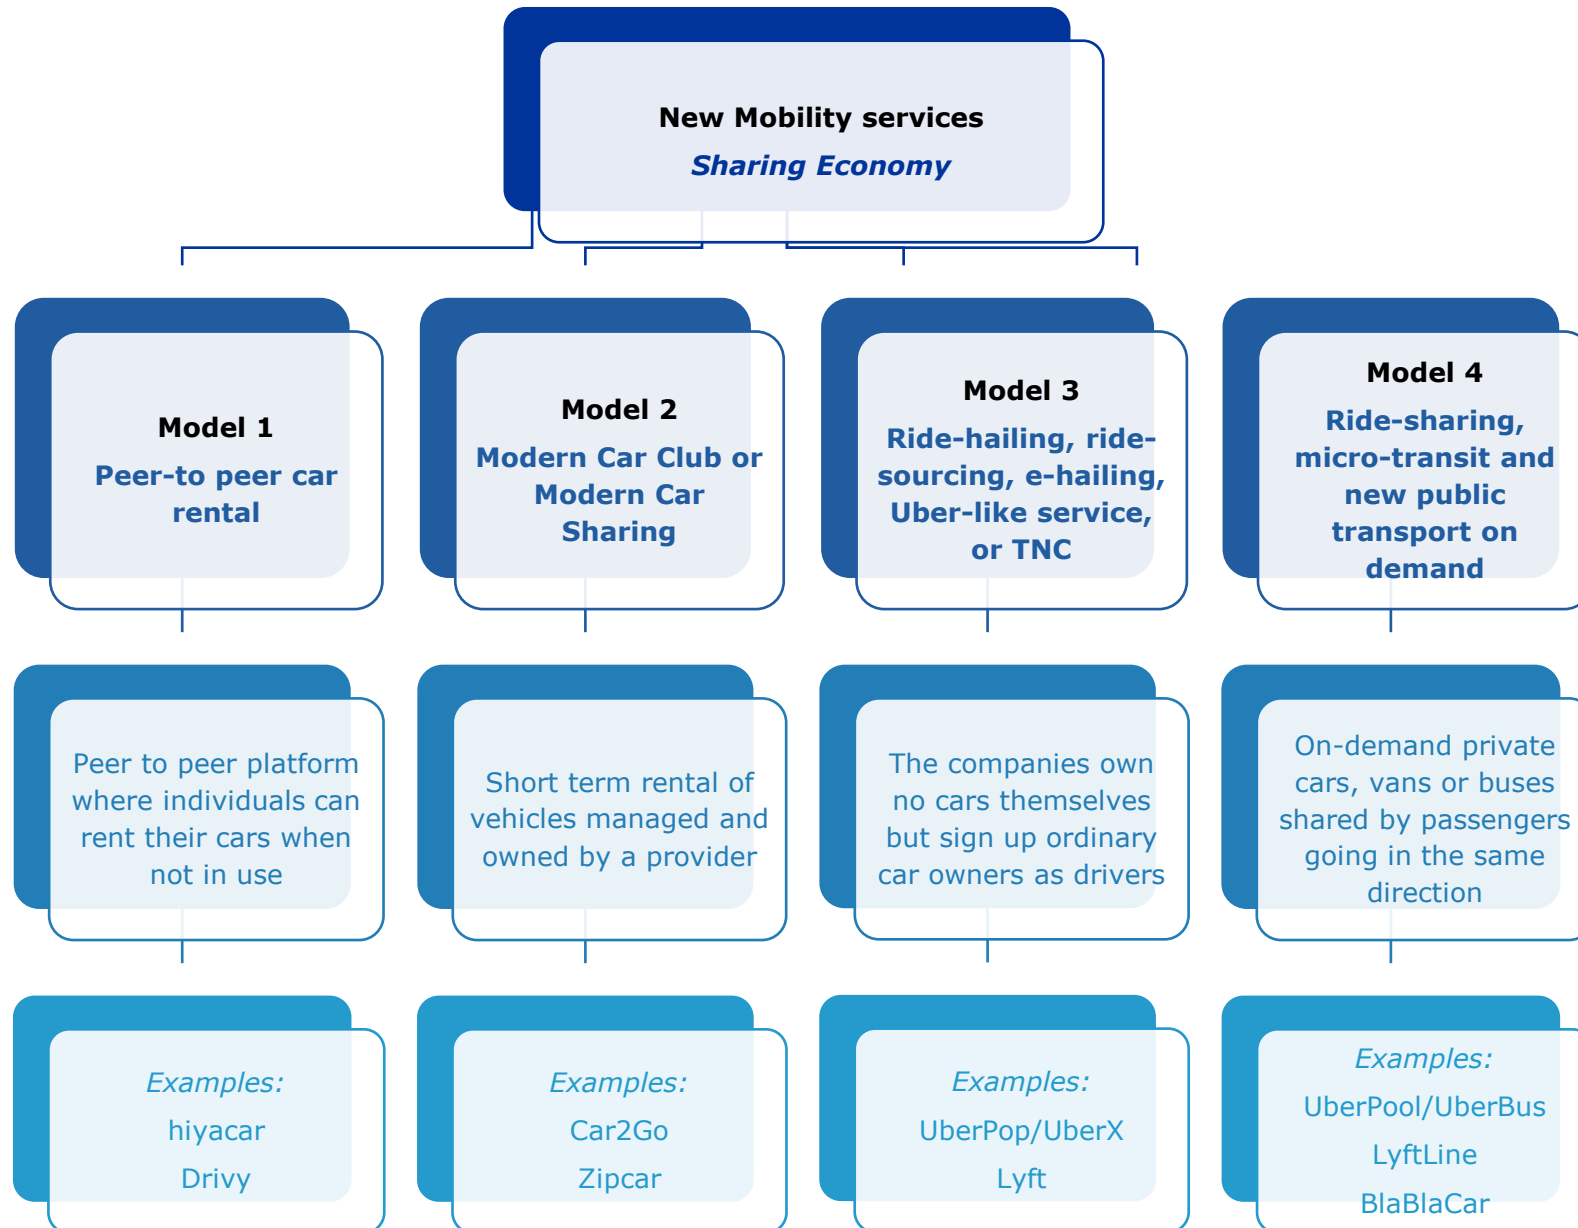 New Mobility services
Sharing Economy
Model 1
Peer-to peer car
rental
Model 2
Modern Car Club or
Modern Car
Sharing
Model 3
Ride-hailing, ride-
sourcing, e-hailing,
Uber-like service,
or TNC
Model 4
Ride-sharing,
micro-transit and
new public
transport on
demand
Peer to peer platform
where individuals can
rent their cars when
not in use
Short term rental of
vehicles managed and
owned by a provider
The companies own
no cars themselves
but sign up ordinary
car owners as drivers
On-demand private
cars, vans or buses
shared by passengers
going in the same
direction
Examples:
hiyacar
Drivy
Examples:
Car2Go
Zipcar
Examples:
UberPop/UberX
Lyft
Examples:
UberPool/UberBus
LyftLine
BlaBlaCar